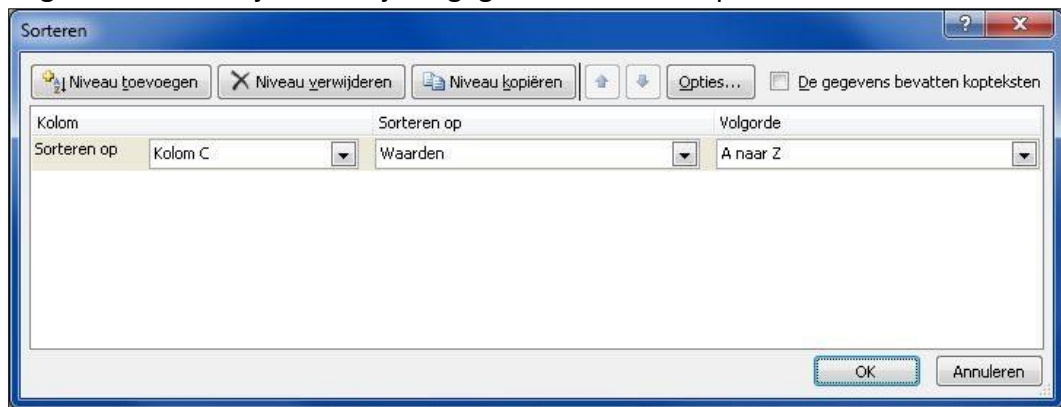 Sorteren
Niveau toevoegen Niveau verwijderen Niveau kopiëren Opties... De gegevens bevatten kopteksten
Kolom Sorteren op Volgorde
Sorteren op Kolom C Waarden A naar Z
OK Annuleren